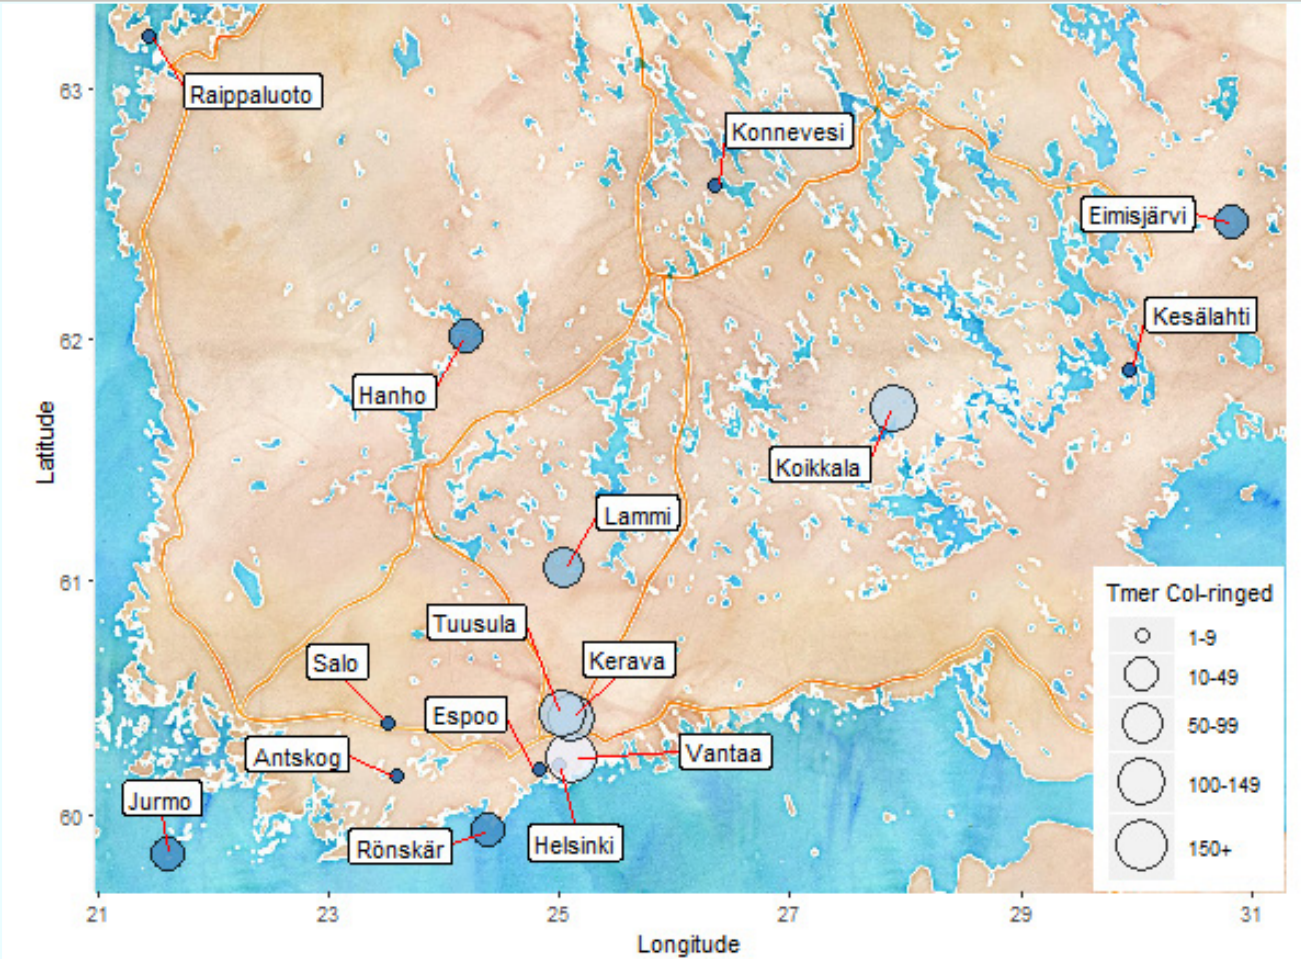 Raippaluoto
Konnevesi
Eimisjärvi
Kesälahti
Hanho
Koikkala
Lammi
Tuusula
Kerava
Salo
Espoo
Antskog
Vantaa
Jurmo
Rönskär
Helsinki
Tmer Col-ringed
1-9
10-49
50-99
100-149
150+
Latitude
63
62
61
60
21
23
25
27
29
31
Longitude